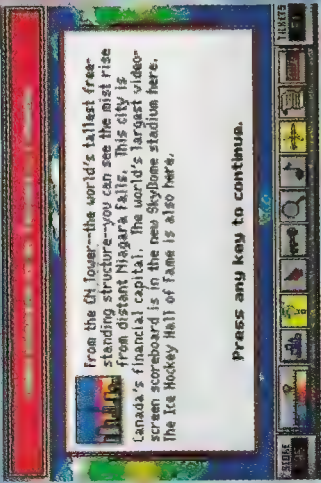 From the CN Tower--the world's tallest free-
standing structure--you can see the mist rise
from distant Niagara Falls. This city is
Canada's financial capital. The world's largest video-
screen scoreboard is in the new SkyDome stadium here.
The Ice Hockey Hall of Fame is also here.
Press any key to continue.
SCORE
TICKETS